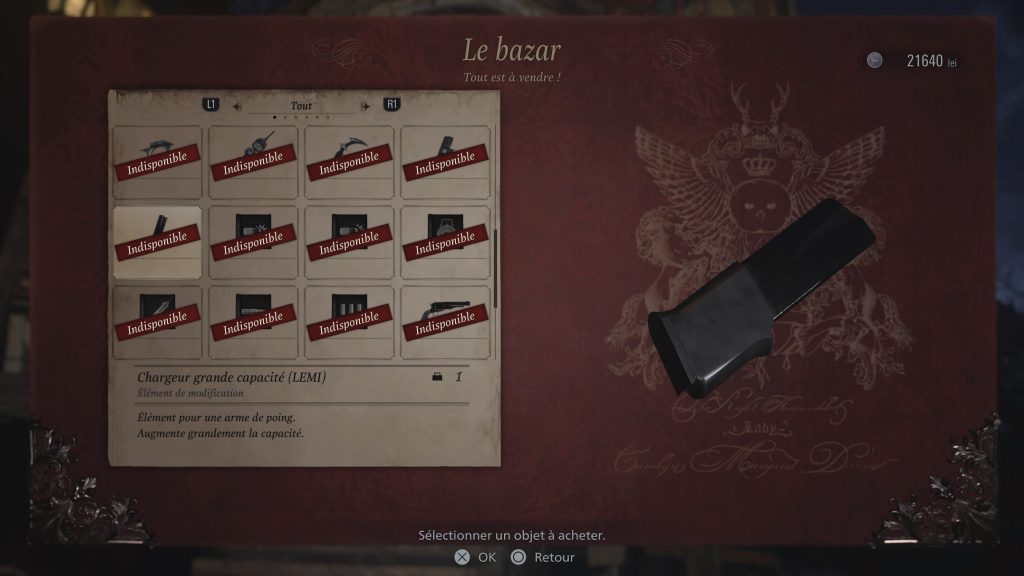 Le bazar
Tout est à vendre !
21640 lei
L1 Tout R1
Indisponible Indisponible Indisponible Indisponible
Indisponible Indisponible Indisponible Indisponible
Indisponible Indisponible Indisponible Indisponible
Chargeur grande capacité (LEMI) 1
Élément de modification
Élément pour une arme de poing.
Augmente grandement la capacité.
Lady
Sélectionner un objet à acheter.
OK Retour